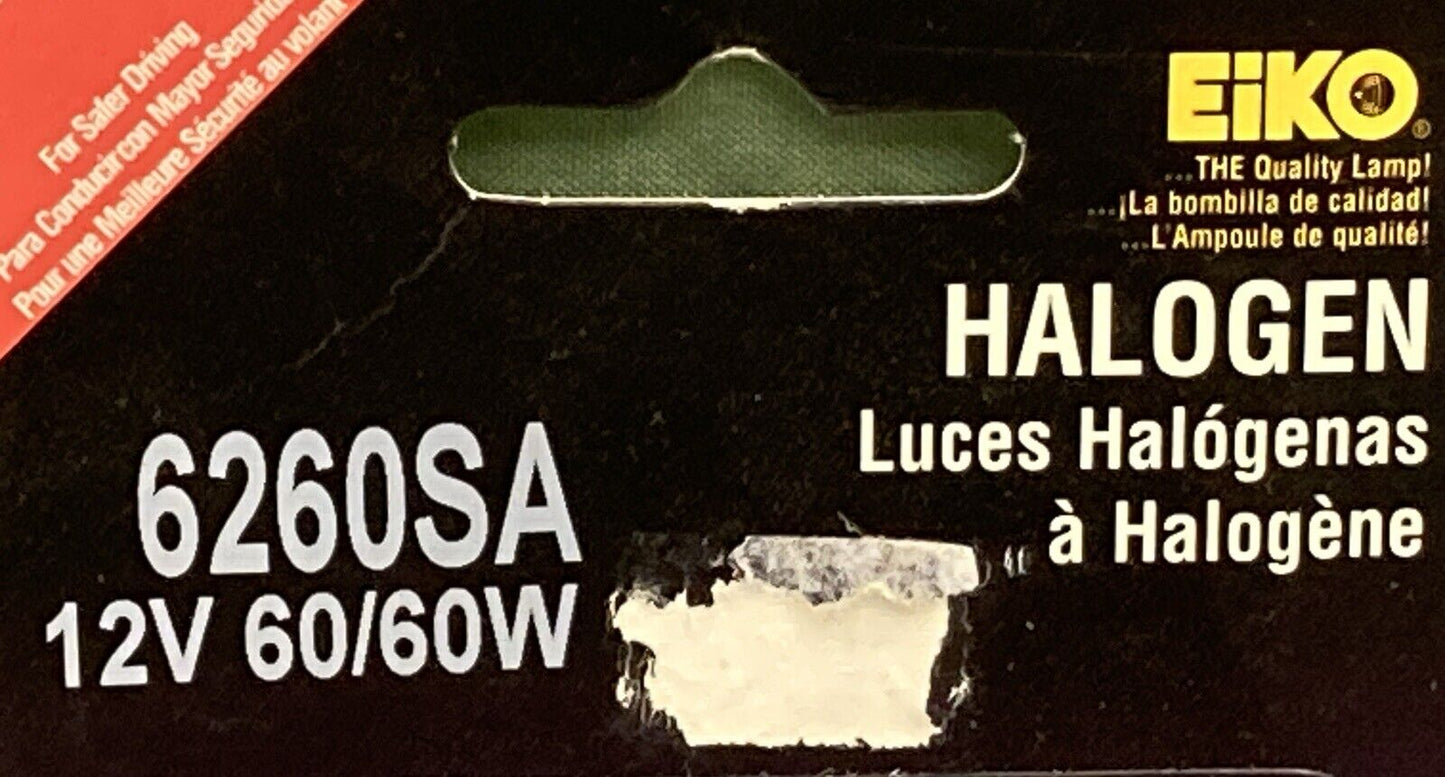 For Safer Driving
Para Conducir con Mayor Segurid
Pour une Meilleure Sécurité au volant
EiKO®
...THE Quality Lamp!
...¡La bombilla de calidad!
...L'Ampoule de qualité!
HALOGEN
Luces Halógenas
à Halogène
6260SA
12V 60/60W